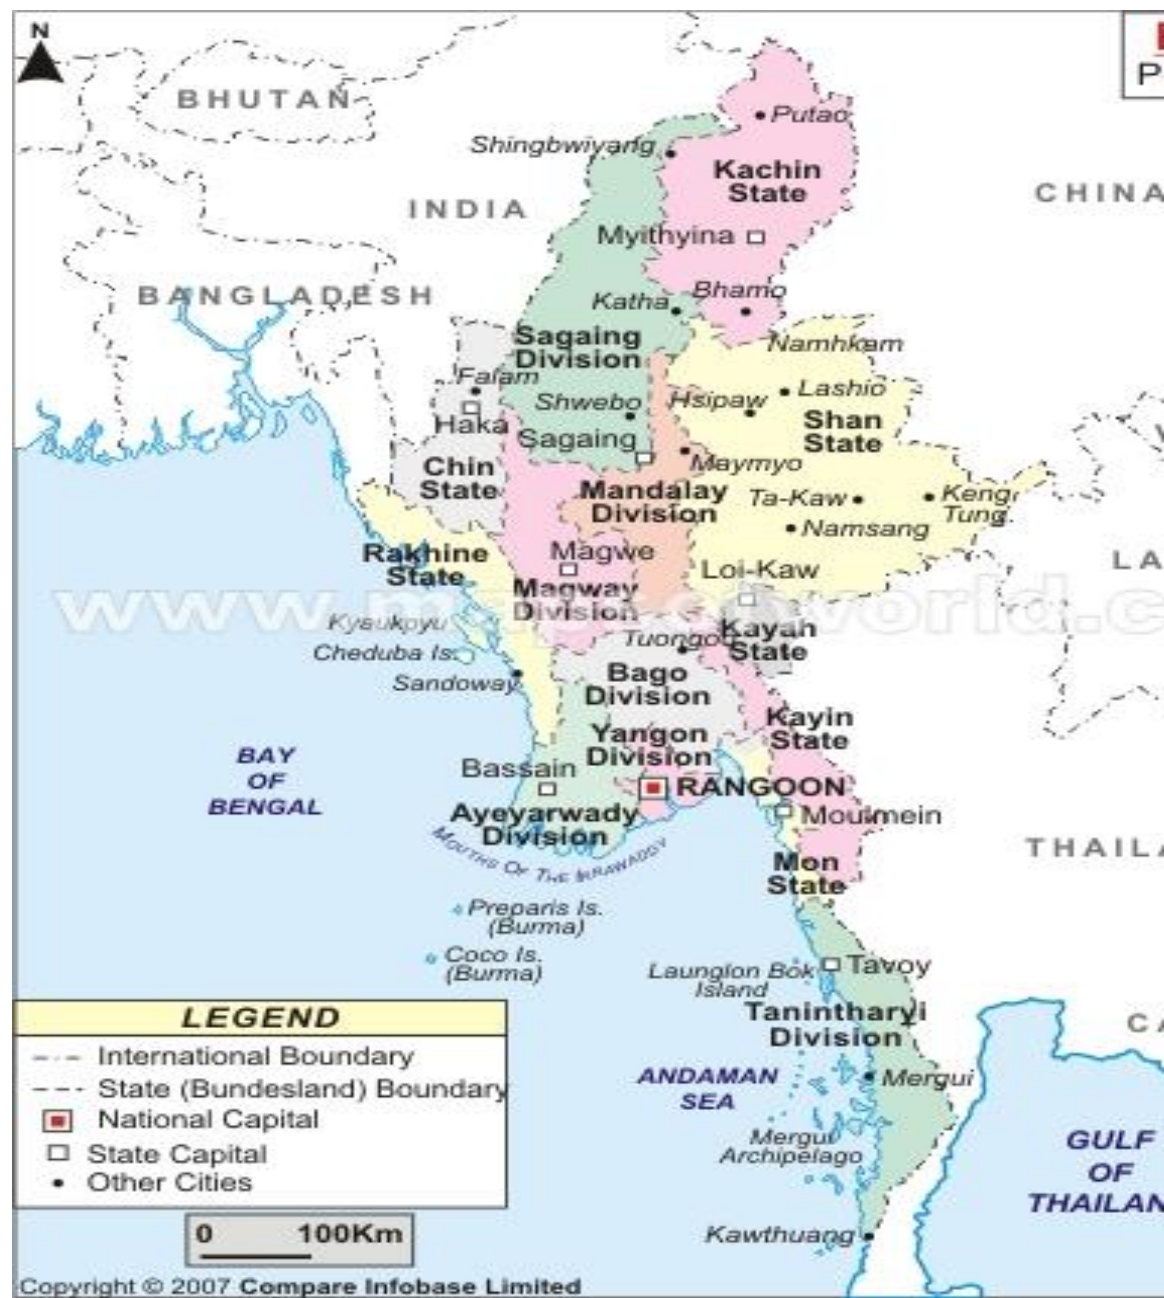 N
P
BHUTAN
Putao
Shingbwiyang
Kachin
State
CHINA
INDIA
Myithyina
BANGLADESH
Bhamo
Katha
Sagaing
Division
Namhkam
Falam
Lashio
Shwebo
Hsipaw
Haka
Shan
State
Sagaing
Chin
State
Maymyo
Mandalay
Division
Ta-Kaw
Keng
Tung
Namsang
Rakhine
State
Magwe
Loi-Kaw
LA
Magway
Division
Kyaukpyu
Tuongoo
Kayah
State
Cheduba Is.
Sandoway
Bago
Division
Kayin
State
Yangon
Division
BAY
OF
BENGAL
Bassain
RANGOON
Ayeyarwady
Division
Moulmein
MOUTHS OF THE IRRAWADDY
THAILA
Mon
State
Preparis Is.
(Burma)
Coco Is.
(Burma)
Launglon Bok
Island
Tavoy
Tanintharyi
Division
CA
LEGEND
International Boundary
State (Bundesland) Boundary
National Capital
State Capital
Other Cities
ANDAMAN
SEA
Mergui
Mergui
Archipelago
GULF
OF
THAILAN
Kawthuang
0 100Km
Copyright © 2007 Compare Infobase Limited